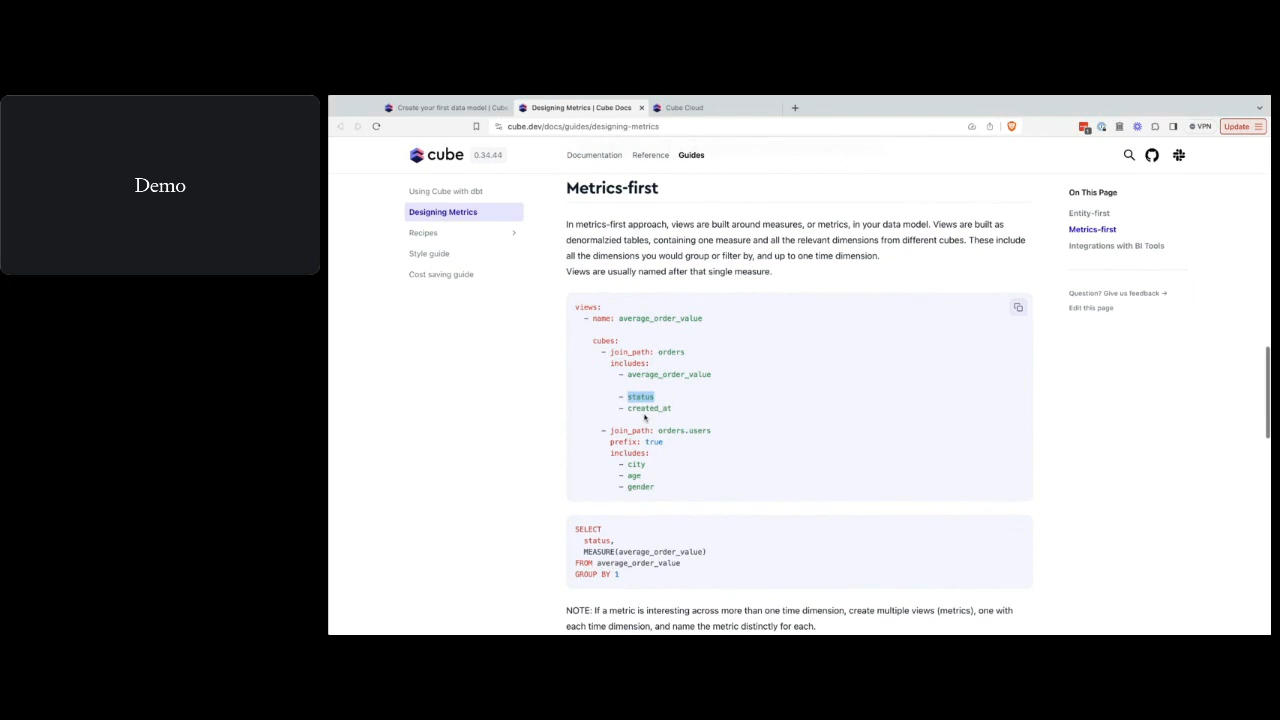 Demo
Create your first data model | Cube
Designing Metrics | Cube Docs
Cube Cloud
cube.dev/docs/guides/designing-metrics
VPN
Update
cube
0.34.44
Documentation
Reference
Guides
Using Cube with dbt
Designing Metrics
Recipes
Style guide
Cost saving guide
Metrics-first
In metrics-first approach, views are built around measures, or metrics, in your data model. Views are built as
denormalzied tables, containing one measure and all the relevant dimensions from different cubes. These include
all the dimensions you would group or filter by, and up to one time dimension.
Views are usually named after that single measure.
views:
- name: average_order_value
cubes:
- join_path: orders
includes:
- average_order_value
- status
- created_at
- join_path: orders.users
prefix: true
includes:
- city
- age
- gender
SELECT
status,
MEASURE(average_order_value)
FROM average_order_value
GROUP BY 1
NOTE: If a metric is interesting across more than one time dimension, create multiple views (metrics), one with
each time dimension, and name the metric distinctly for each.
On This Page
Entity-first
Metrics-first
Integrations with BI Tools
Question? Give us feedback →
Edit this page